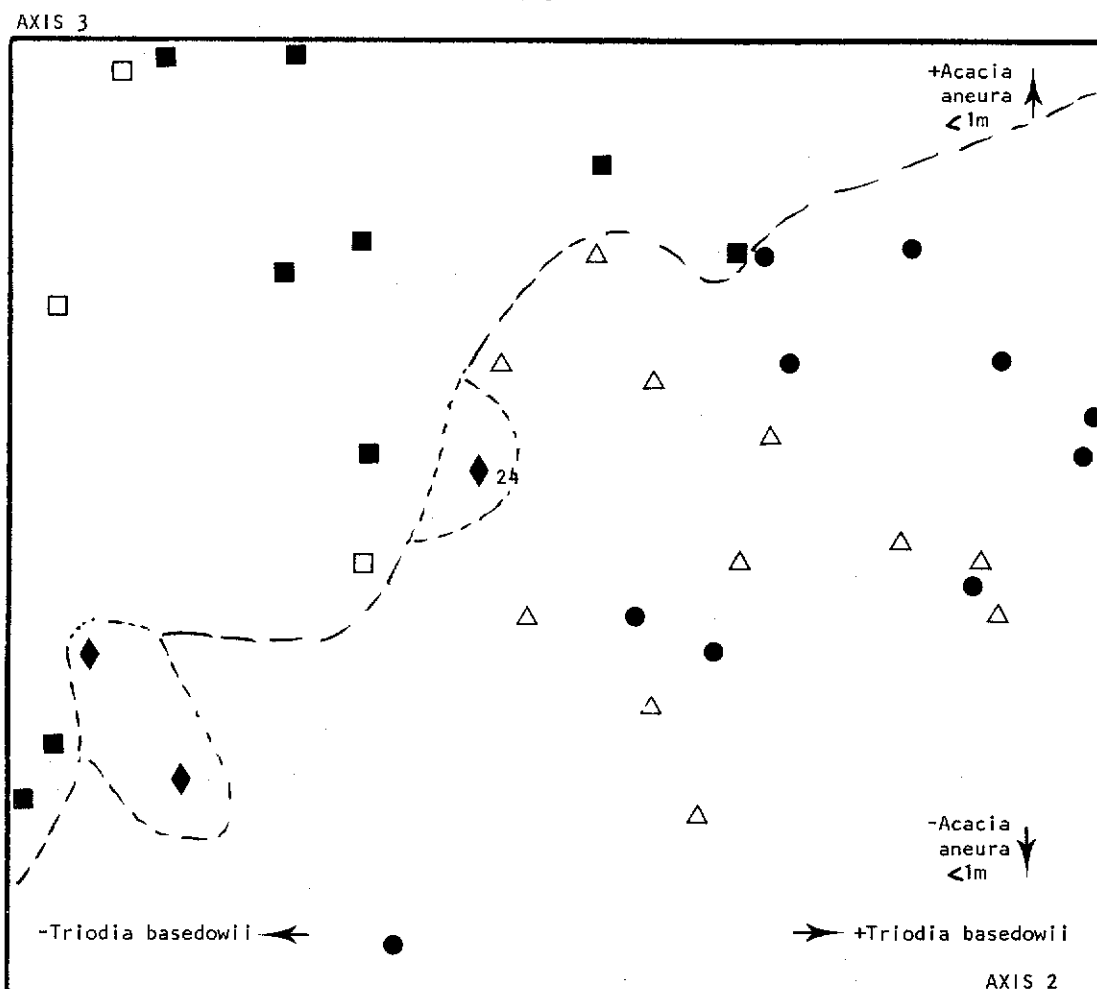 AXIS 3
+Acacia
aneura
<1m
24
-Acacia
aneura
<1m
-Triodia basedowii
+Triodia basedowii
AXIS 2